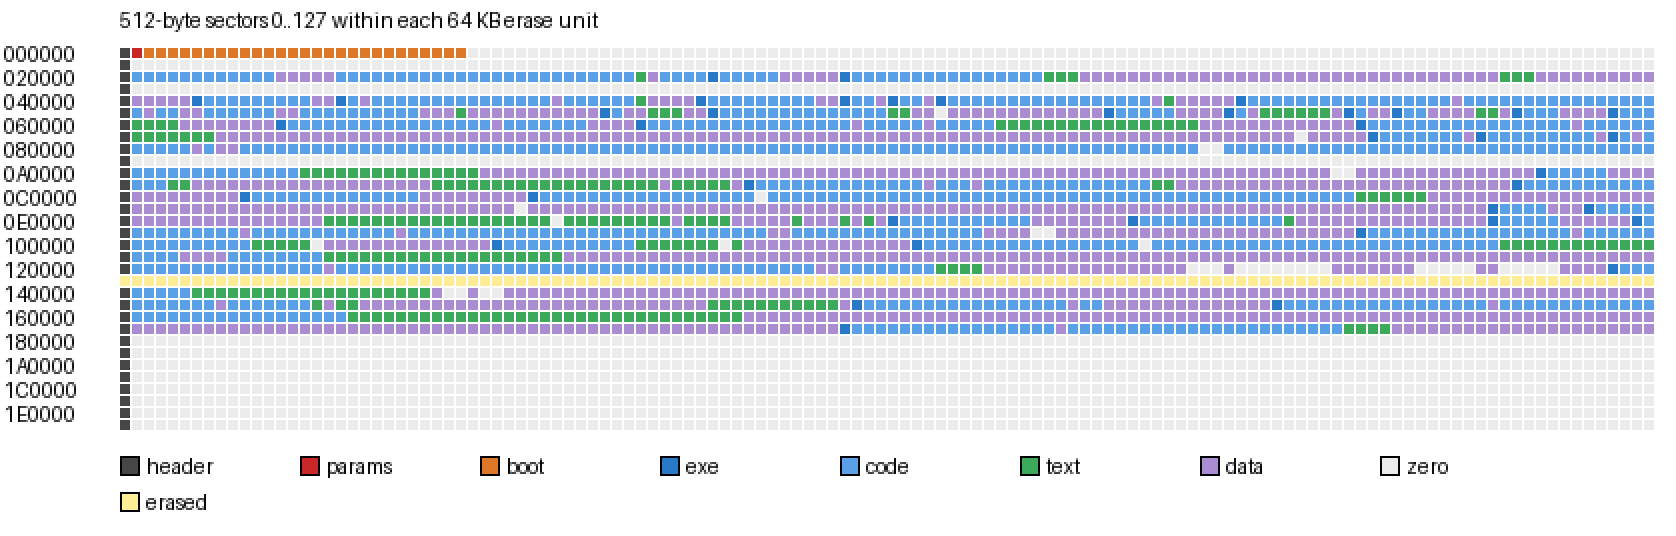 512-byte sectors 0..127 within each 64 KB erase unit
000000
020000
040000
060000
080000
0A0000
0C0000
0E0000
100000
120000
140000
160000
180000
1A0000
1C0000
1E0000
header params boot exe code text data zero
erased